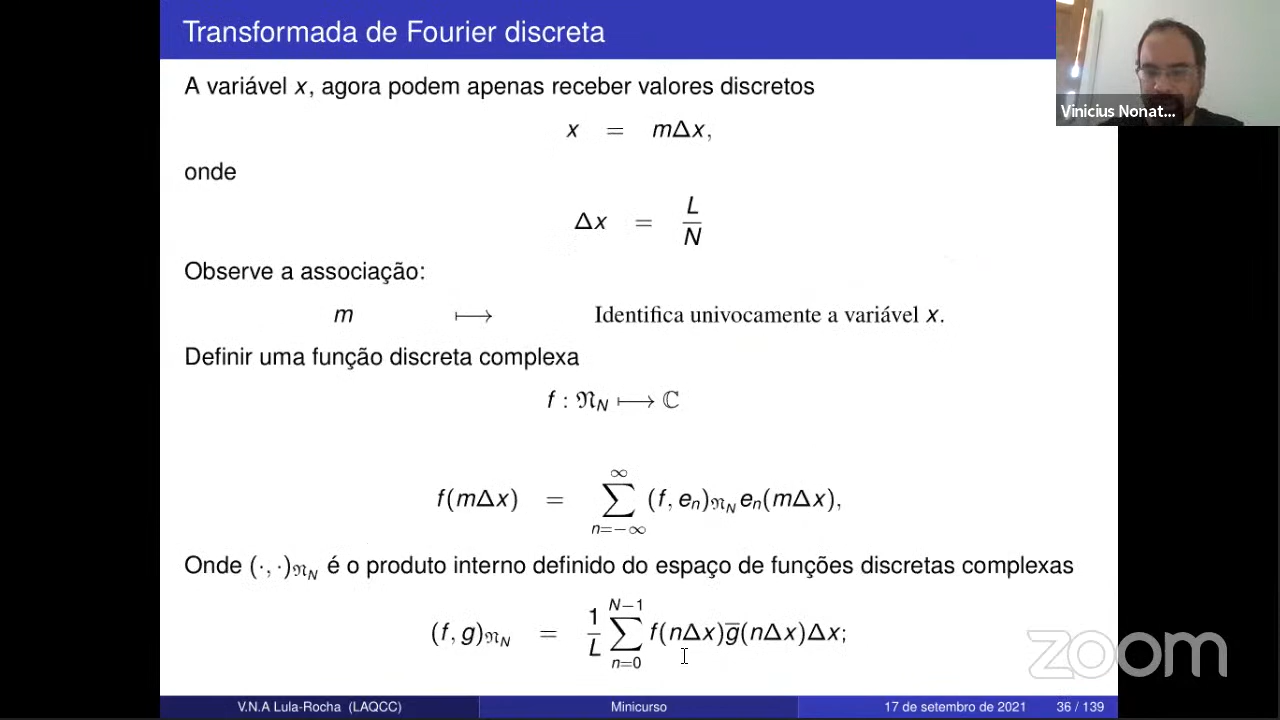 Transformada de Fourier discreta
Vinicius Nonat...
A variável x, agora podem apenas receber valores discretos
x = mΔx,
onde
Δx = L/N
Observe a associação:
m ⟼ Identifica univocamente a variável x.
Definir uma função discreta complexa
f : 𝔑_N ⟼ ℂ
f(mΔx) = ∑_{n=−∞}^{∞} (f, e_n)_{𝔑_N} e_n(mΔx),
Onde (·, ·)_{𝔑_N} é o produto interno definido do espaço de funções discretas complexas
(f, g)_{𝔑_N} = 1/L ∑_{n=0}^{N−1} f(nΔx)g̅(nΔx)Δx;
zoom
V.N.A Lula-Rocha (LAQCC) Minicurso 17 de setembro de 2021 36 / 139